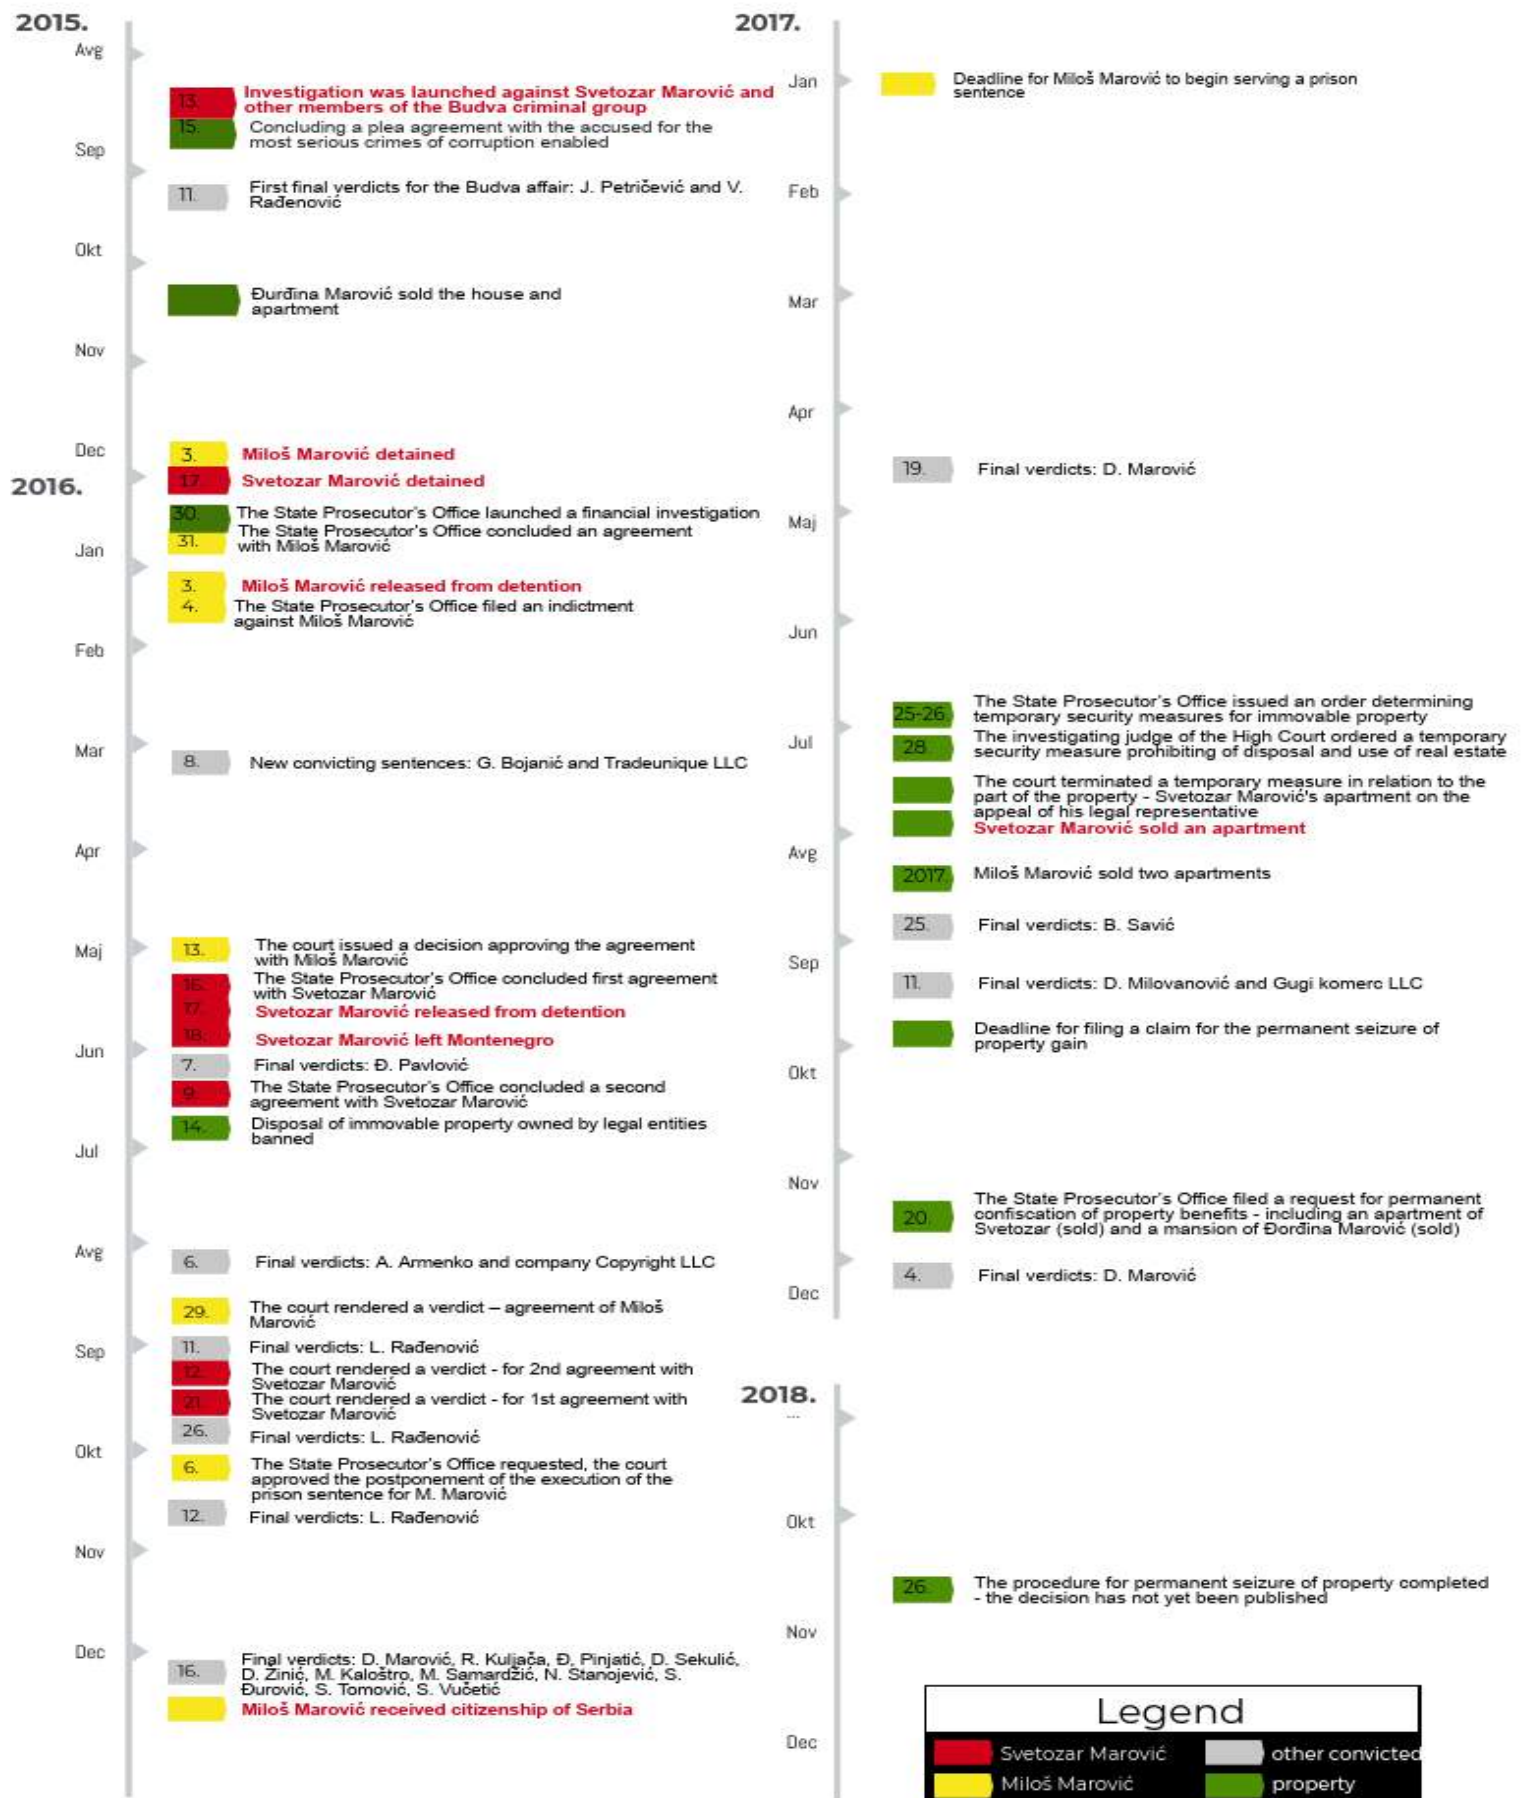 2015.
Avg
13.
Investigation was launched against Svetozar Marović and
other members of the Budva criminal group
15.
Concluding a plea agreement with the accused for the
most serious crimes of corruption enabled
Sep
11.
First final verdicts for the Budva affair: J. Petričević and V.
Rađenović
Okt
Đurđina Marović sold the house and
apartment
Nov
Dec
3.
Miloš Marović detained
17.
Svetozar Marović detained
2016.
30.
The State Prosecutor's Office launched a financial investigation
31.
The State Prosecutor's Office concluded an agreement
with Miloš Marović
Jan
3.
Miloš Marović released from detention
4.
The State Prosecutor's Office filed an indictment
against Miloš Marović
Feb
Mar
8.
New convicting sentences: G. Bojanić and Tradeunique LLC
Apr
Maj
13.
The court issued a decision approving the agreement
with Miloš Marović
16.
The State Prosecutor's Office concluded first agreement
with Svetozar Marović
17.
Svetozar Marović released from detention
18.
Svetozar Marović left Montenegro
Jun
7.
Final verdicts: Đ. Pavlović
9.
The State Prosecutor's Office concluded a second
agreement with Svetozar Marović
14.
Disposal of immovable property owned by legal entities
banned
Jul
Avg
6.
Final verdicts: A. Armenko and company Copyright LLC
29.
The court rendered a verdict – agreement of Miloš
Marović
Sep
11.
Final verdicts: L. Rađenović
12.
The court rendered a verdict - for 2nd agreement with
Svetozar Marović
21.
The court rendered a verdict - for 1st agreement with
Svetozar Marović
26.
Final verdicts: L. Rađenović
Okt
6.
The State Prosecutor's Office requested, the court
approved the postponement of the execution of the
prison sentence for M. Marović
12.
Final verdicts: L. Rađenović
Nov
Dec
16.
Final verdicts: D. Marović, R. Kuljača, Đ. Pinjatić, D. Sekulić,
D. Žinić, M. Kaloštro, M. Samardžić, N. Stanojević, S.
Đurović, S. Tomović, S. Vučetić
Miloš Marović received citizenship of Serbia
2017.
Jan
Deadline for Miloš Marović to begin serving a prison
sentence
Feb
Mar
Apr
19.
Final verdicts: D. Marović
Maj
Jun
25-26.
The State Prosecutor's Office issued an order determining
temporary security measures for immovable property
Jul
28.
The investigating judge of the High Court ordered a temporary
security measure prohibiting of disposal and use of real estate
The court terminated a temporary measure in relation to the
part of the property - Svetozar Marović's apartment on the
appeal of his legal representative
Svetozar Marović sold an apartment
Avg
2017.
Miloš Marović sold two apartments
25.
Final verdicts: B. Savić
Sep
11.
Final verdicts: D. Milovanović and Gugi komerc LLC
Deadline for filing a claim for the permanent seizure of
property gain
Okt
Nov
20.
The State Prosecutor's Office filed a request for permanent
confiscation of property benefits - including an apartment of
Svetozar (sold) and a mansion of Đorđina Marović (sold)
4.
Final verdicts: D. Marović
Dec
2018.
...
Okt
26.
The procedure for permanent seizure of property completed
- the decision has not yet been published
Nov
Dec
Legend
Svetozar Marović
other convicted
Miloš Marović
property